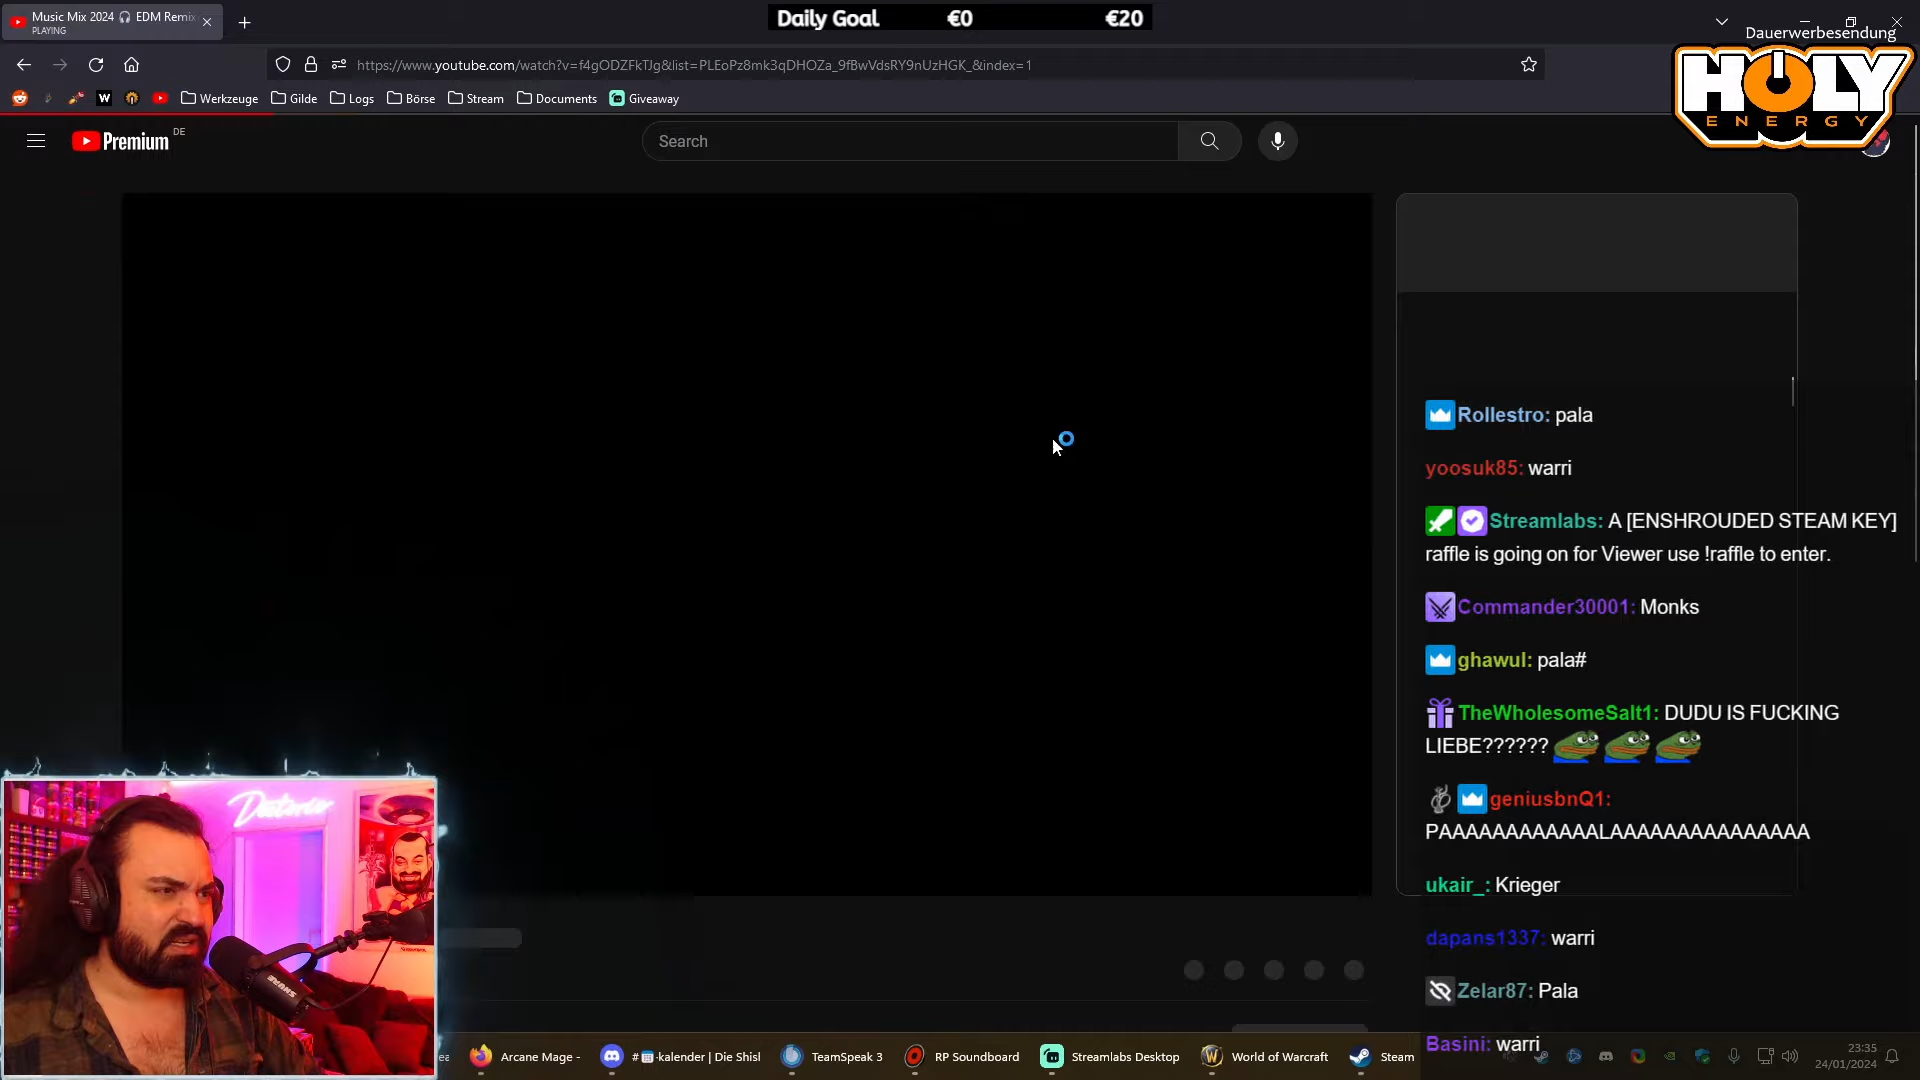 Music Mix 2024 🎧 EDM Remix
PLAYING
Daily Goal €0 €20
Dauerwerbesendung
https://www.youtube.com/watch?v=f4gODZFkTJg&list=PLEoPz8mk3qDHOZa_9fBwVdsRY9nUzHGK_&index=1
W Werkzeuge Gilde Logs Börse Stream Documents Giveaway
HOLY
ENERGY
Premium DE
Search
Rollestro: pala
yoosuk85: warri
Streamlabs: A [ENSHROUDED STEAM KEY]
raffle is going on for Viewer use !raffle to enter.
Commander30001: Monks
ghawul: pala#
TheWholesomeSalt1: DUDU IS FUCKING
LIEBE??????
geniusbnQ1:
PAAAAAAAAAAAALAAAAAAAAAAAAAAA
ukair_: Krieger
dapans1337: warri
Zelar87: Pala
Basini: warri
Arcane Mage - #🗓kalender | Die Shisl TeamSpeak 3 RP Soundboard Streamlabs Desktop World of Warcraft Steam
23:35
24/01/2024